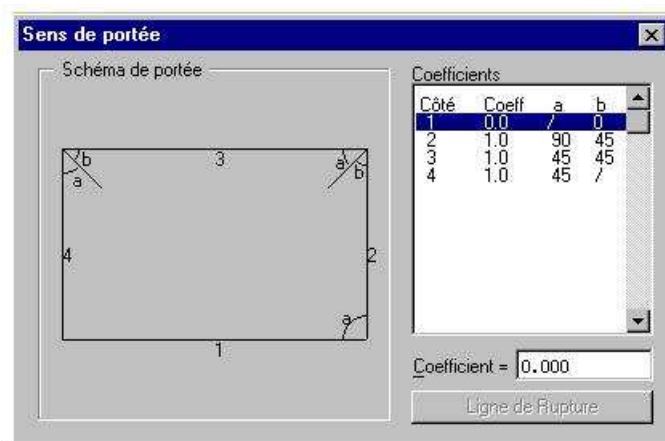 Sens de portée
Schéma de portée
b
a
3
a
b
4
2
a
1
Coefficients
Côté Coeff a b
1 0.0 / 0
2 1.0 90 45
3 1.0 45 45
4 1.0 45 /
Coefficient = 0.000
Ligne de Rupture